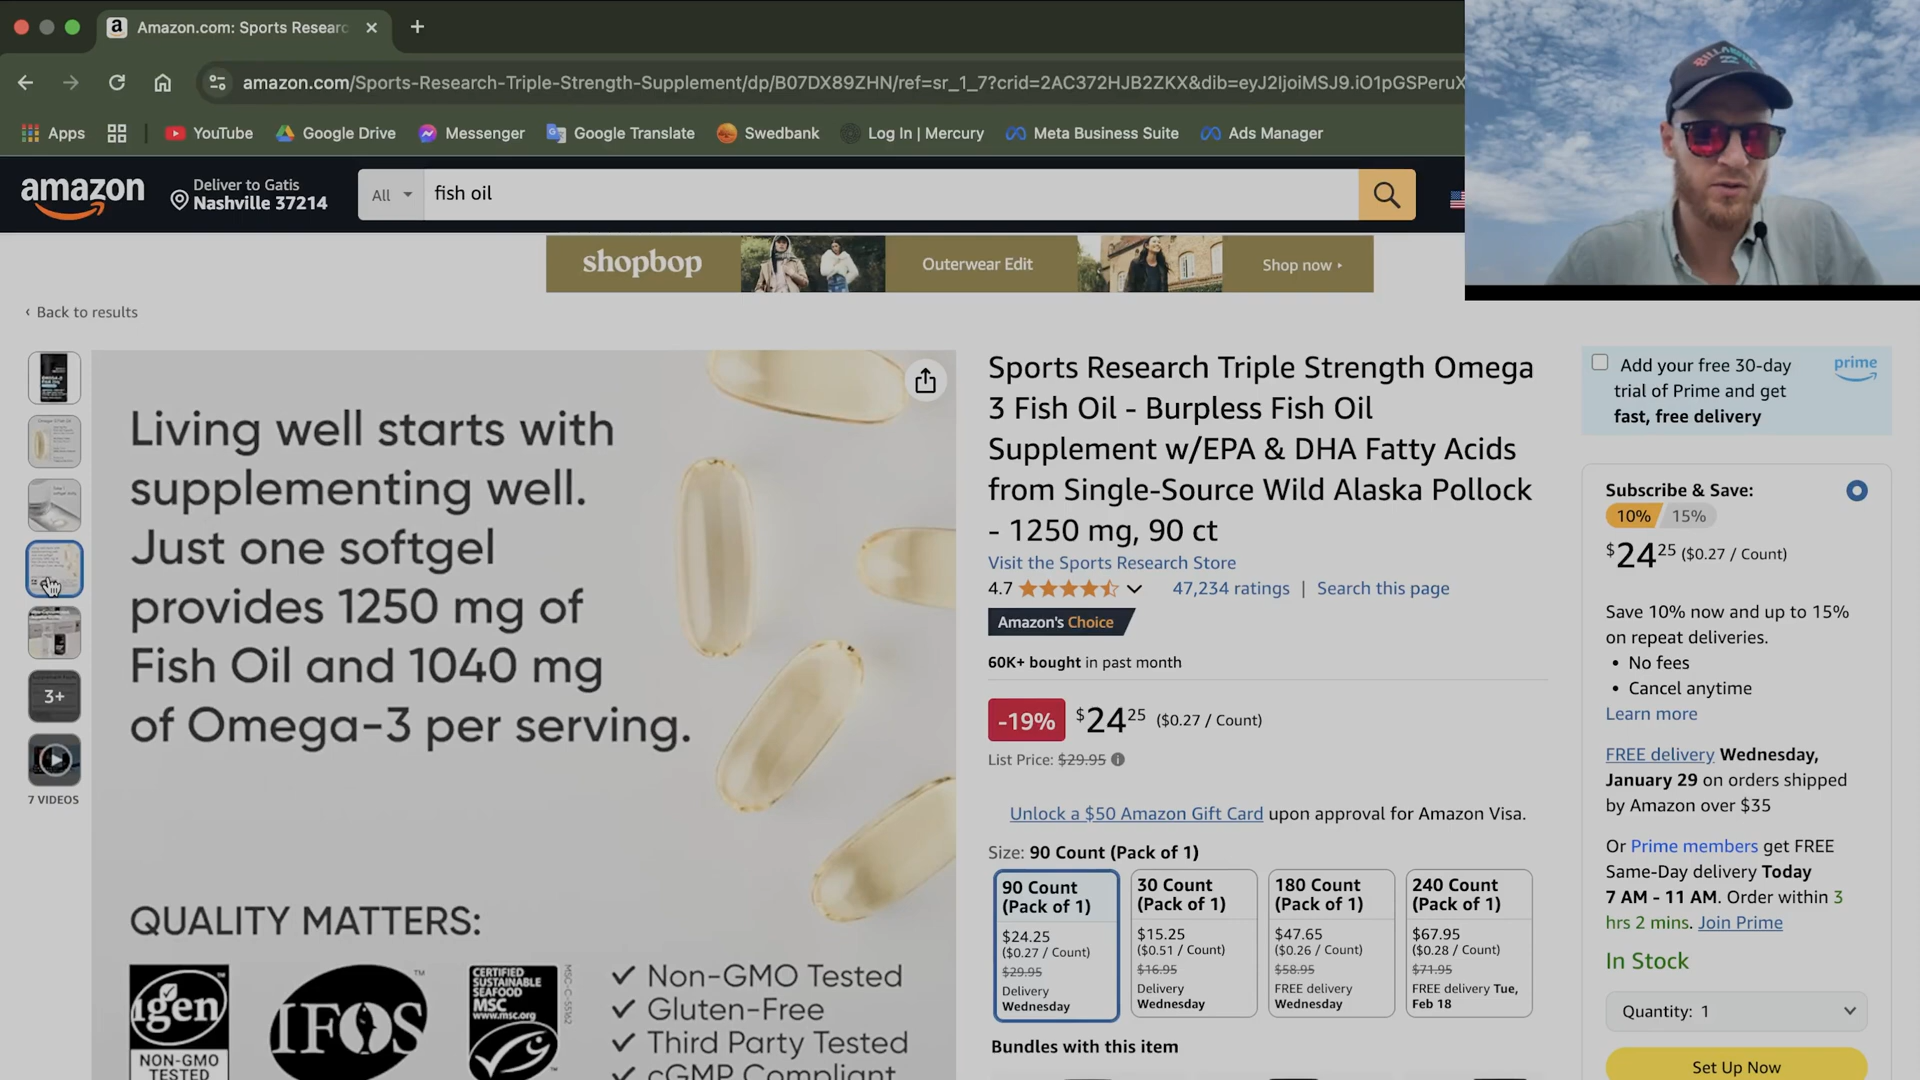 Amazon.com: Sports Researc
amazon.com/Sports-Research-Triple-Strength-Supplement/dp/B07DX89ZHN/ref=sr_1_7?crid=2AC372HJB2ZKX&dib=eyJ2IjoiMSJ9.iO1pGSPeruX
Apps
YouTube
Google Drive
Messenger
Google Translate
Swedbank
Log In | Mercury
Meta Business Suite
Ads Manager
BILLABONG
amazon
Deliver to Gatis
Nashville 37214
All
fish oil
shopbop
Outerwear Edit
Shop now ▸
‹ Back to results
3+
7 VIDEOS
Living well starts with
supplementing well.
Just one softgel
provides 1250 mg of
Fish Oil and 1040 mg
of Omega-3 per serving.
QUALITY MATTERS:
igen
NON-GMO
TESTED
IFOS™
CERTIFIED
SUSTAINABLE
SEAFOOD
MSC
www.msc.org
™
MSC-C-55362
✓ Non-GMO Tested
✓ Gluten-Free
✓ Third Party Tested
✓ cGMP Compliant
Sports Research Triple Strength Omega
3 Fish Oil - Burpless Fish Oil
Supplement w/EPA & DHA Fatty Acids
from Single-Source Wild Alaska Pollock
- 1250 mg, 90 ct
Visit the Sports Research Store
4.7
47,234 ratings | Search this page
Amazon's Choice
60K+ bought in past month
-19% $24 25 ($0.27 / Count)
List Price: $29.95
Unlock a $50 Amazon Gift Card upon approval for Amazon Visa.
Size: 90 Count (Pack of 1)
90 Count
(Pack of 1)
$24.25
($0.27 / Count)
$29.95
Delivery
Wednesday
30 Count
(Pack of 1)
$15.25
($0.51 / Count)
$16.95
Delivery
Wednesday
180 Count
(Pack of 1)
$47.65
($0.26 / Count)
$58.95
FREE delivery
Wednesday
240 Count
(Pack of 1)
$67.95
($0.28 / Count)
$71.95
FREE delivery Tue,
Feb 18
Bundles with this item
Add your free 30-day
trial of Prime and get
fast, free delivery
prime
Subscribe & Save:
10% 15%
$24 25 ($0.27 / Count)
Save 10% now and up to 15%
on repeat deliveries.
• No fees
• Cancel anytime
Learn more
FREE delivery Wednesday,
January 29 on orders shipped
by Amazon over $35
Or Prime members get FREE
Same-Day delivery Today
7 AM - 11 AM. Order within 3
hrs 2 mins. Join Prime
In Stock
Quantity: 1
Set Up Now